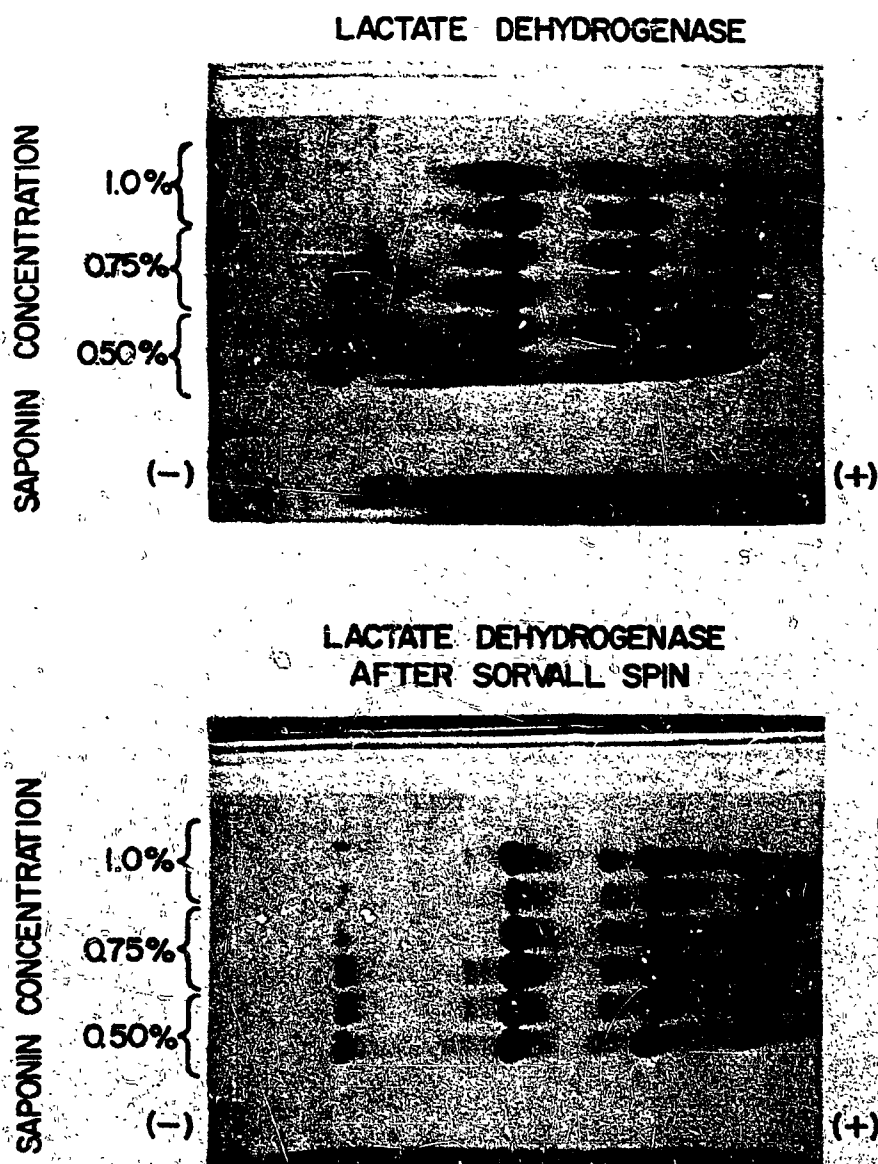 LACTATE DEHYDROGENASE
SAPONIN CONCENTRATION
1.0%
0.75%
0.50%
(-)
(+)
LACTATE DEHYDROGENASE
AFTER SORVALL SPIN
SAPONIN CONCENTRATION
1.0%
0.75%
0.50%
(-)
(+)